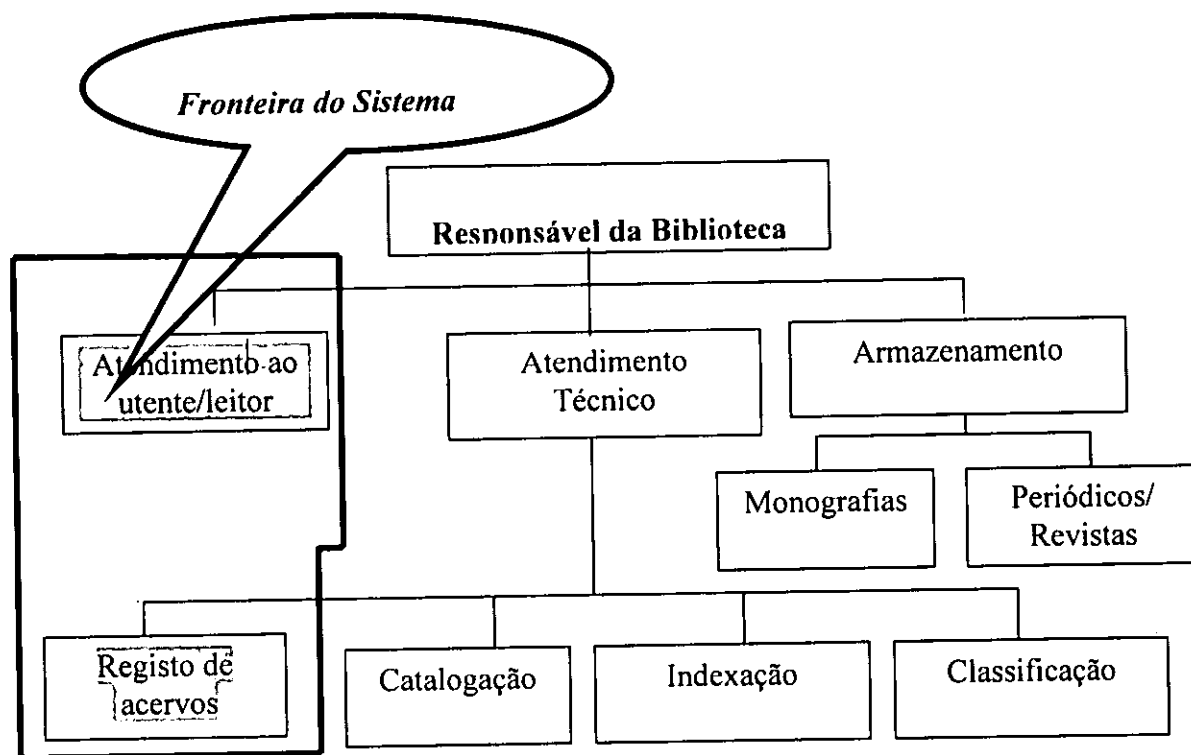 Fronteira do Sistema
Resnonsável da Biblioteca
Atendimento ao
utente/leitor
Atendimento
Técnico
Armazenamento
Monografias
Periódicos/
Revistas
Registo de
acervos
Catalogação
Indexação
Classificação